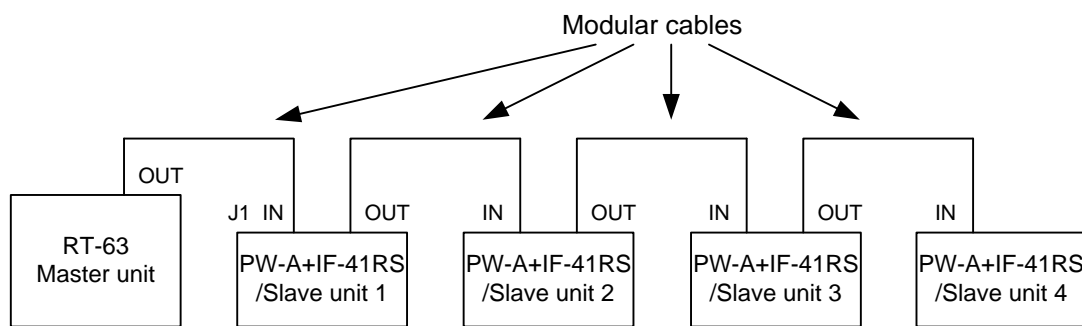 Modular cables
OUT
J1 IN
OUT
IN
OUT
IN
OUT
IN
RT-63
Master unit
PW-A+IF-41RS
/Slave unit 1
PW-A+IF-41RS
/Slave unit 2
PW-A+IF-41RS
/Slave unit 3
PW-A+IF-41RS
/Slave unit 4